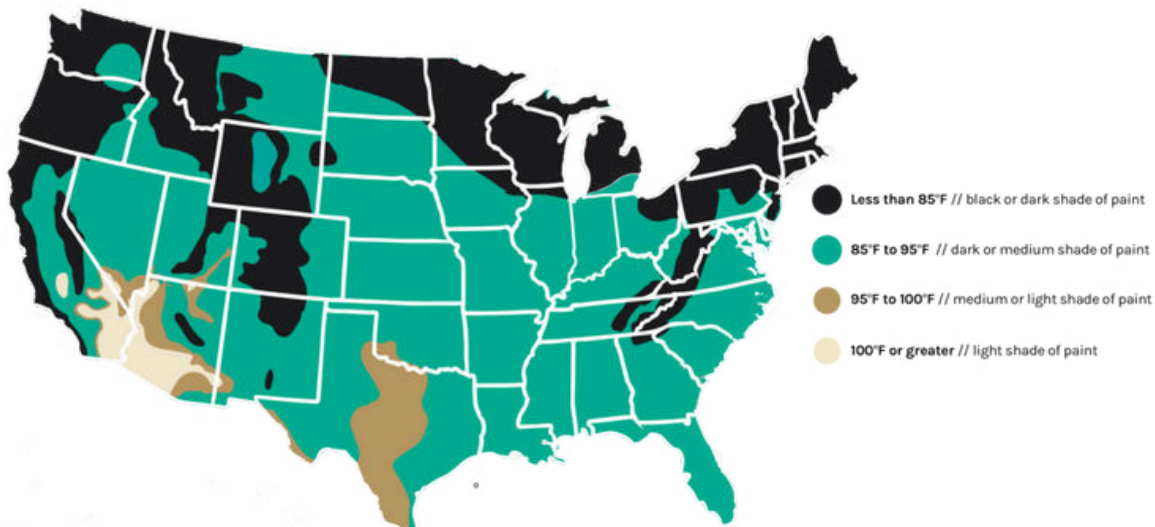 Less than 85°F // black or dark shade of paint
85°F to 95°F // dark or medium shade of paint
95°F to 100°F // medium or light shade of paint
100°F or greater // light shade of paint